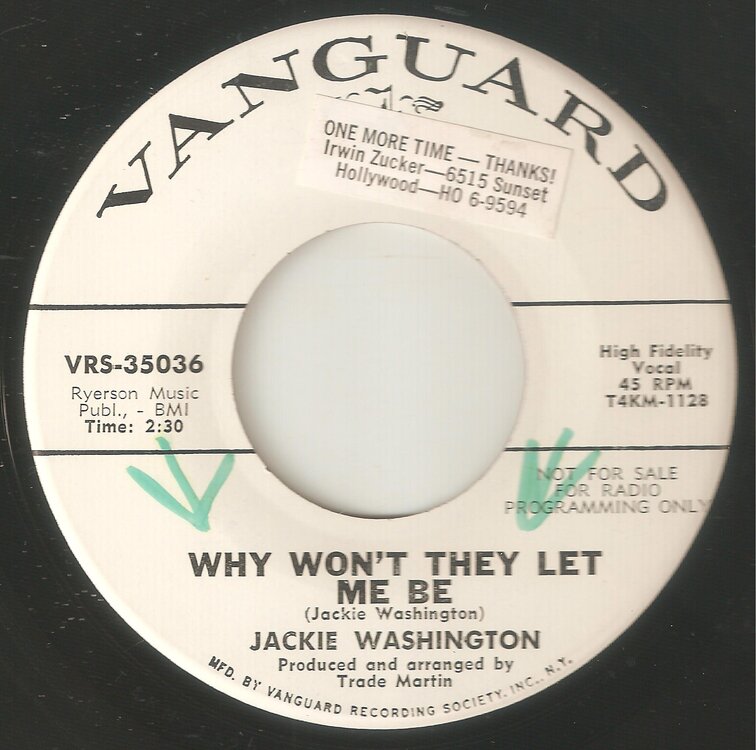 VANGUARD
ONE MORE TIME — THANKS!
Irwin Zucker—6515 Sunset
Hollywood—HO 6-9594
VRS-35036
Ryerson Music
Publ., - BMI
Time: 2:30
High Fidelity
Vocal
45 RPM
T4KM-1128
NOT FOR SALE
FOR RADIO
PROGRAMMING ONLY
WHY WON'T THEY LET
ME BE
(Jackie Washington)
JACKIE WASHINGTON
Produced and arranged by
Trade Martin
MFD. BY VANGUARD RECORDING SOCIETY, INC., N.Y.